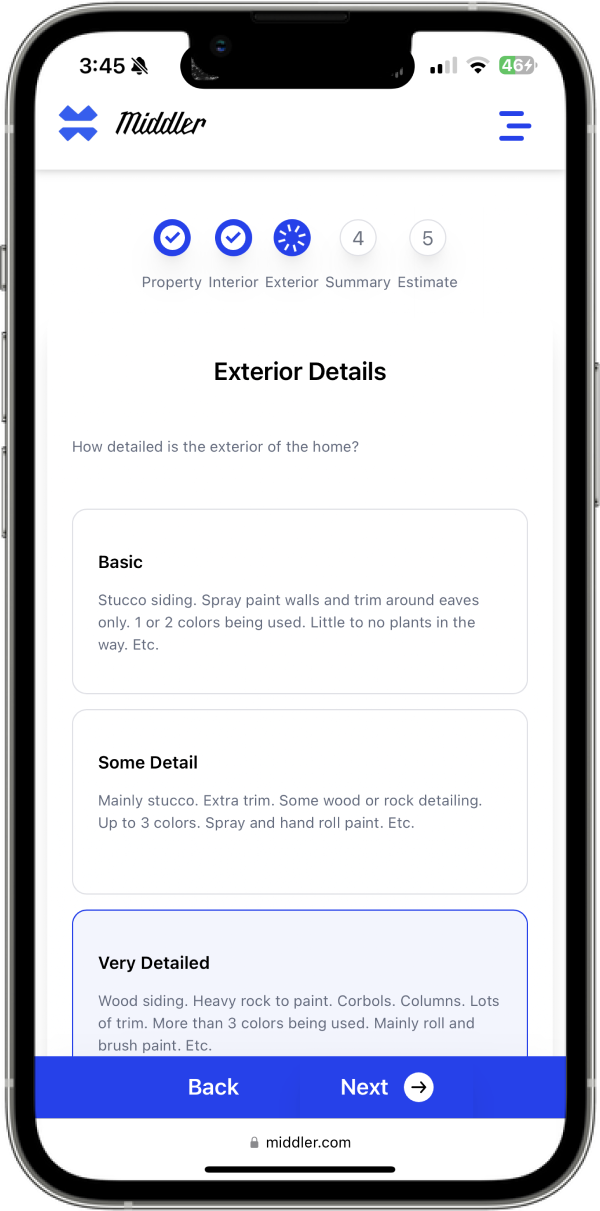 3:45
46
Middler
4
5
Property Interior Exterior Summary Estimate
Exterior Details
How detailed is the exterior of the home?
Basic
Stucco siding. Spray paint walls and trim around eaves
only. 1 or 2 colors being used. Little to no plants in the
way. Etc.
Some Detail
Mainly stucco. Extra trim. Some wood or rock detailing.
Up to 3 colors. Spray and hand roll paint. Etc.
Very Detailed
Wood siding. Heavy rock to paint. Corbols. Columns. Lots
of trim. More than 3 colors being used. Mainly roll and
brush paint. Etc.
Back Next
middler.com